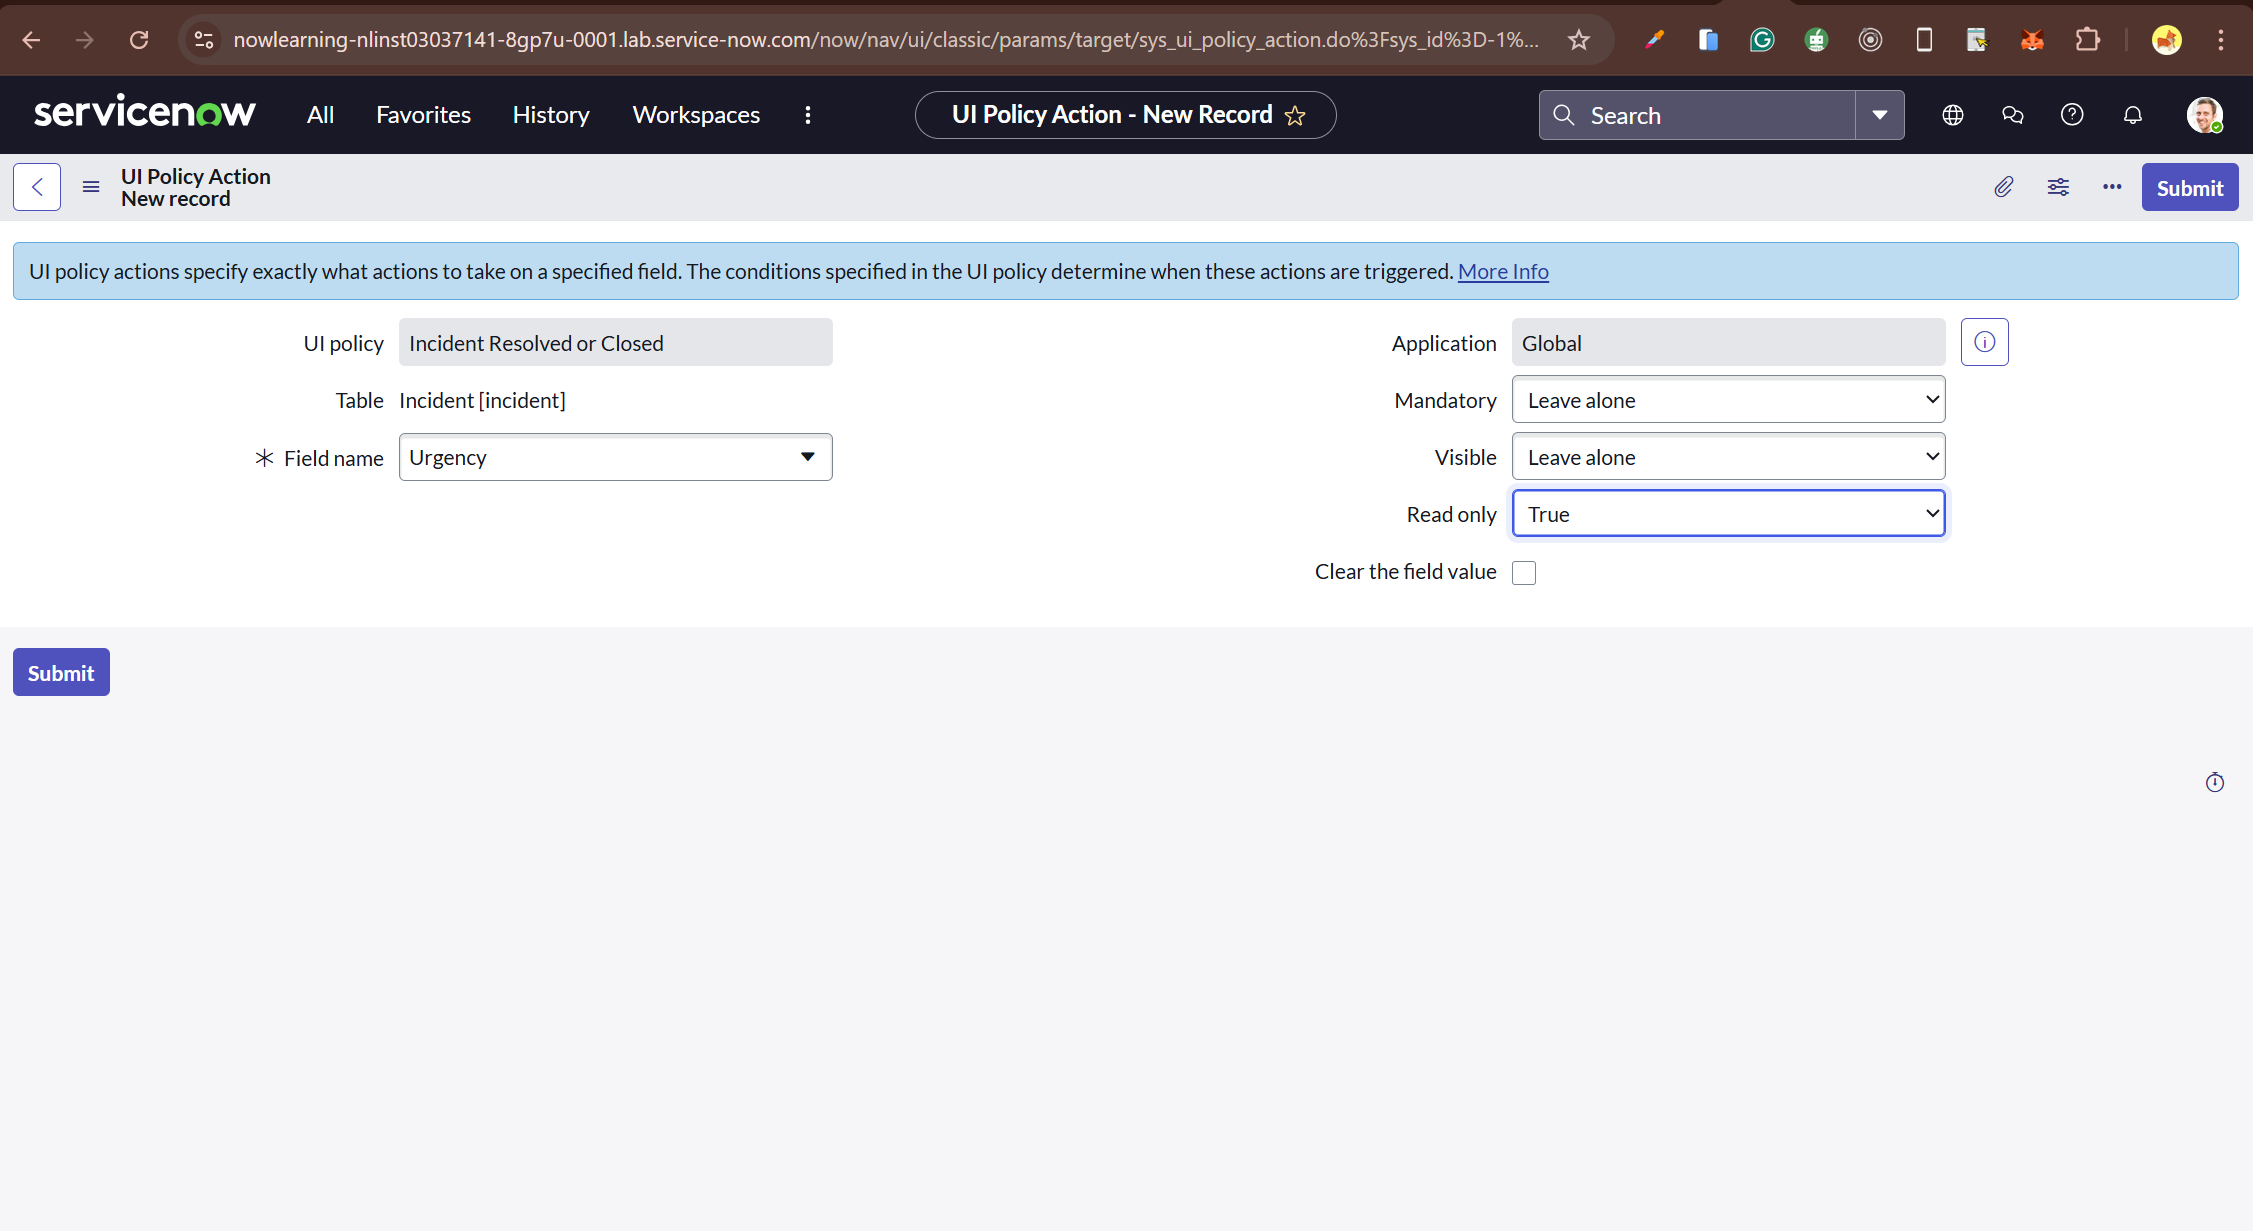 nowlearning-nlinst03037141-8gp7u-0001.lab.service-now.com/now/nav/ui/classic/params/target/sys_ui_policy_action.do%3Fsys_id%3D-1%...
servicenow All Favorites History Workspaces UI Policy Action - New Record Search
UI Policy Action
New record
Submit
UI policy actions specify exactly what actions to take on a specified field. The conditions specified in the UI policy determine when these actions are triggered. More Info
UI policy Incident Resolved or Closed
Table Incident [incident]
* Field name Urgency
Application Global
Mandatory Leave alone
Visible Leave alone
Read only True
Clear the field value
Submit